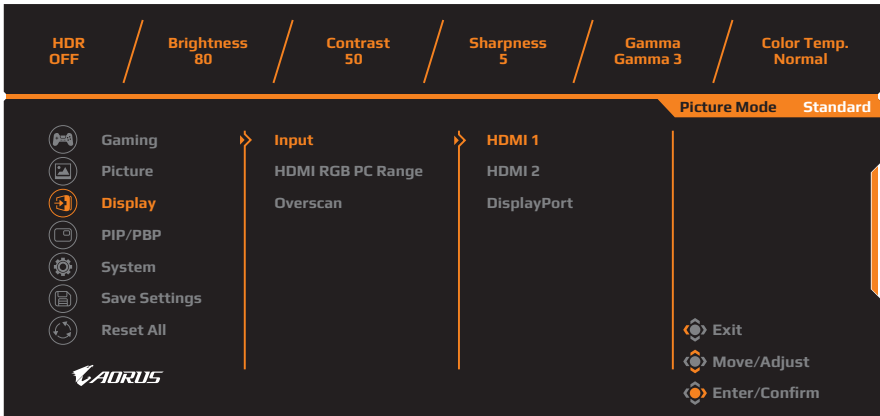 HDR Brightness Contrast Sharpness Gamma Color Temp.
OFF 80 50 5 Gamma 3 Normal
Picture Mode Standard
Gaming Input HDMI 1
Picture HDMI RGB PC Range HDMI 2
Display Overscan DisplayPort
PIP/PBP
System
Save Settings
Reset All Exit
AORUS Move/Adjust
Enter/Confirm